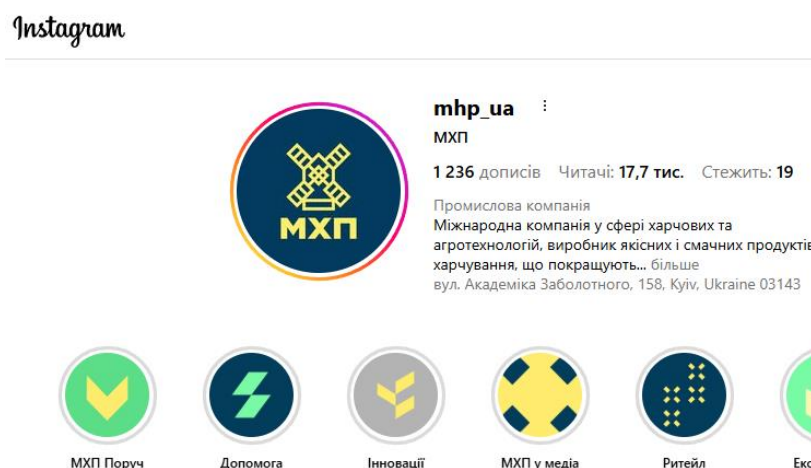 Instagram
mhp_ua
МХП
1 236 дописів Читачі: 17,7 тис. Стежить: 19
Промислова компанія
Міжнародна компанія у сфері харчових та
агротехнологій, виробник якісних і смачних продуктів
харчування, що покращують... більше
вул. Академіка Заболотного, 158, Kyiv, Ukraine 03143
МХП
МХП Поруч Допомога Інновації МХП у медіа Ритейл